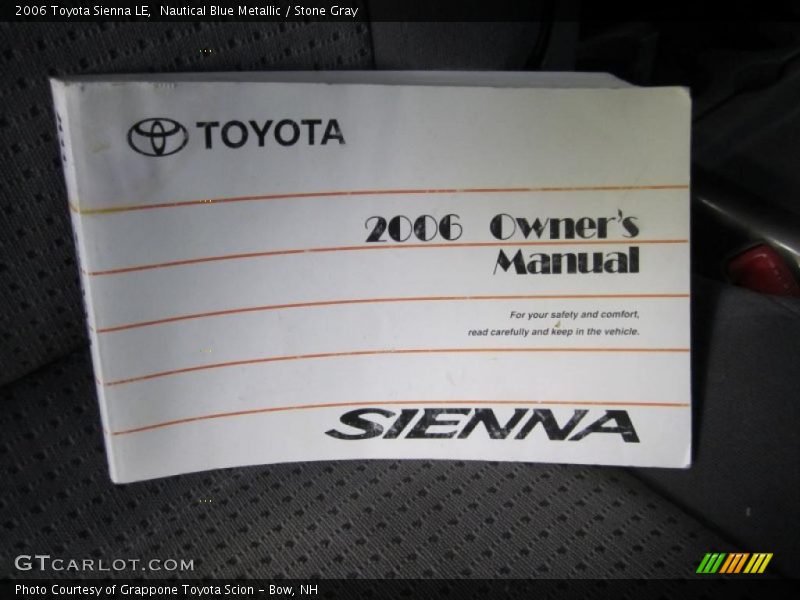 2006 Toyota Sienna LE,  Nautical Blue Metallic / Stone Gray
TOYOTA
2006 Owner's
Manual
For your safety and comfort,
read carefully and keep in the vehicle.
SIENNA
GTCARLOT.COM
Photo Courtesy of Grappone Toyota Scion - Bow, NH